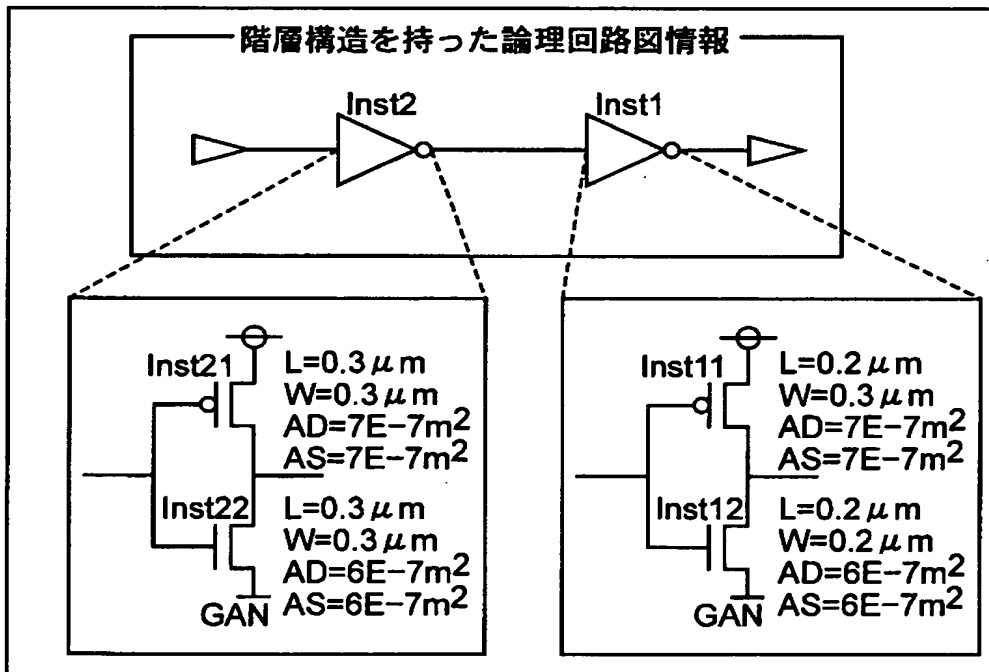 階層構造を持った論理回路図情報
Inst2
Inst1
Inst21
L=0.3μm
W=0.3μm
AD=7E−7m²
AS=7E−7m²
Inst22
L=0.3μm
W=0.3μm
AD=6E−7m²
AS=6E−7m²
GAN
Inst11
L=0.2μm
W=0.3μm
AD=7E−7m²
AS=7E−7m²
Inst12
L=0.2μm
W=0.2μm
AD=6E−7m²
AS=6E−7m²
GAN